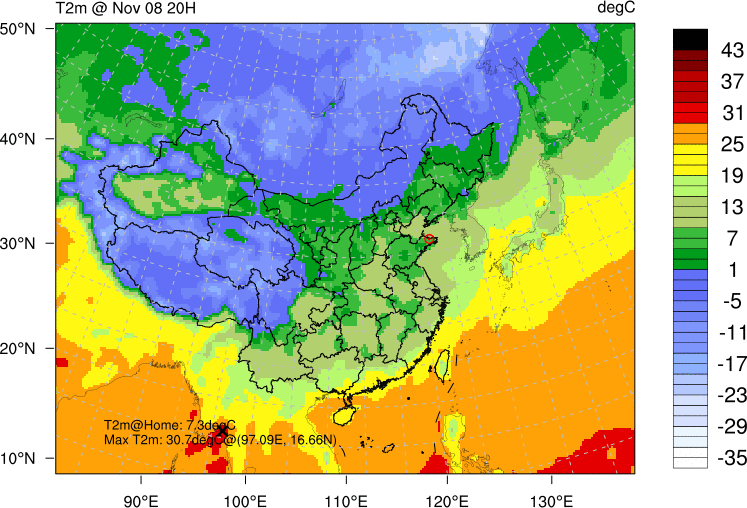 T2m @ Nov 08 20H
degC
50°N
40°N
30°N
20°N
10°N
T2m@Home: 7.3degC
Max T2m: 30.7degC@(97.09E, 16.66N)
90°E 100°E 110°E 120°E 130°E
43
37
31
25
19
13
7
1
-5
-11
-17
-23
-29
-35